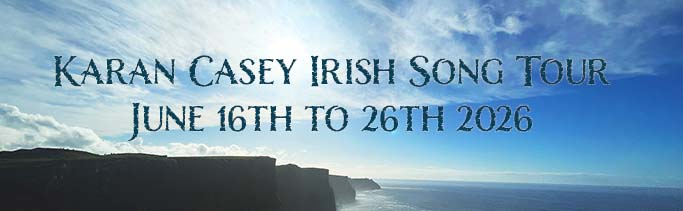 Karan Casey Irish Song Tour
June 16th to 26th 2026